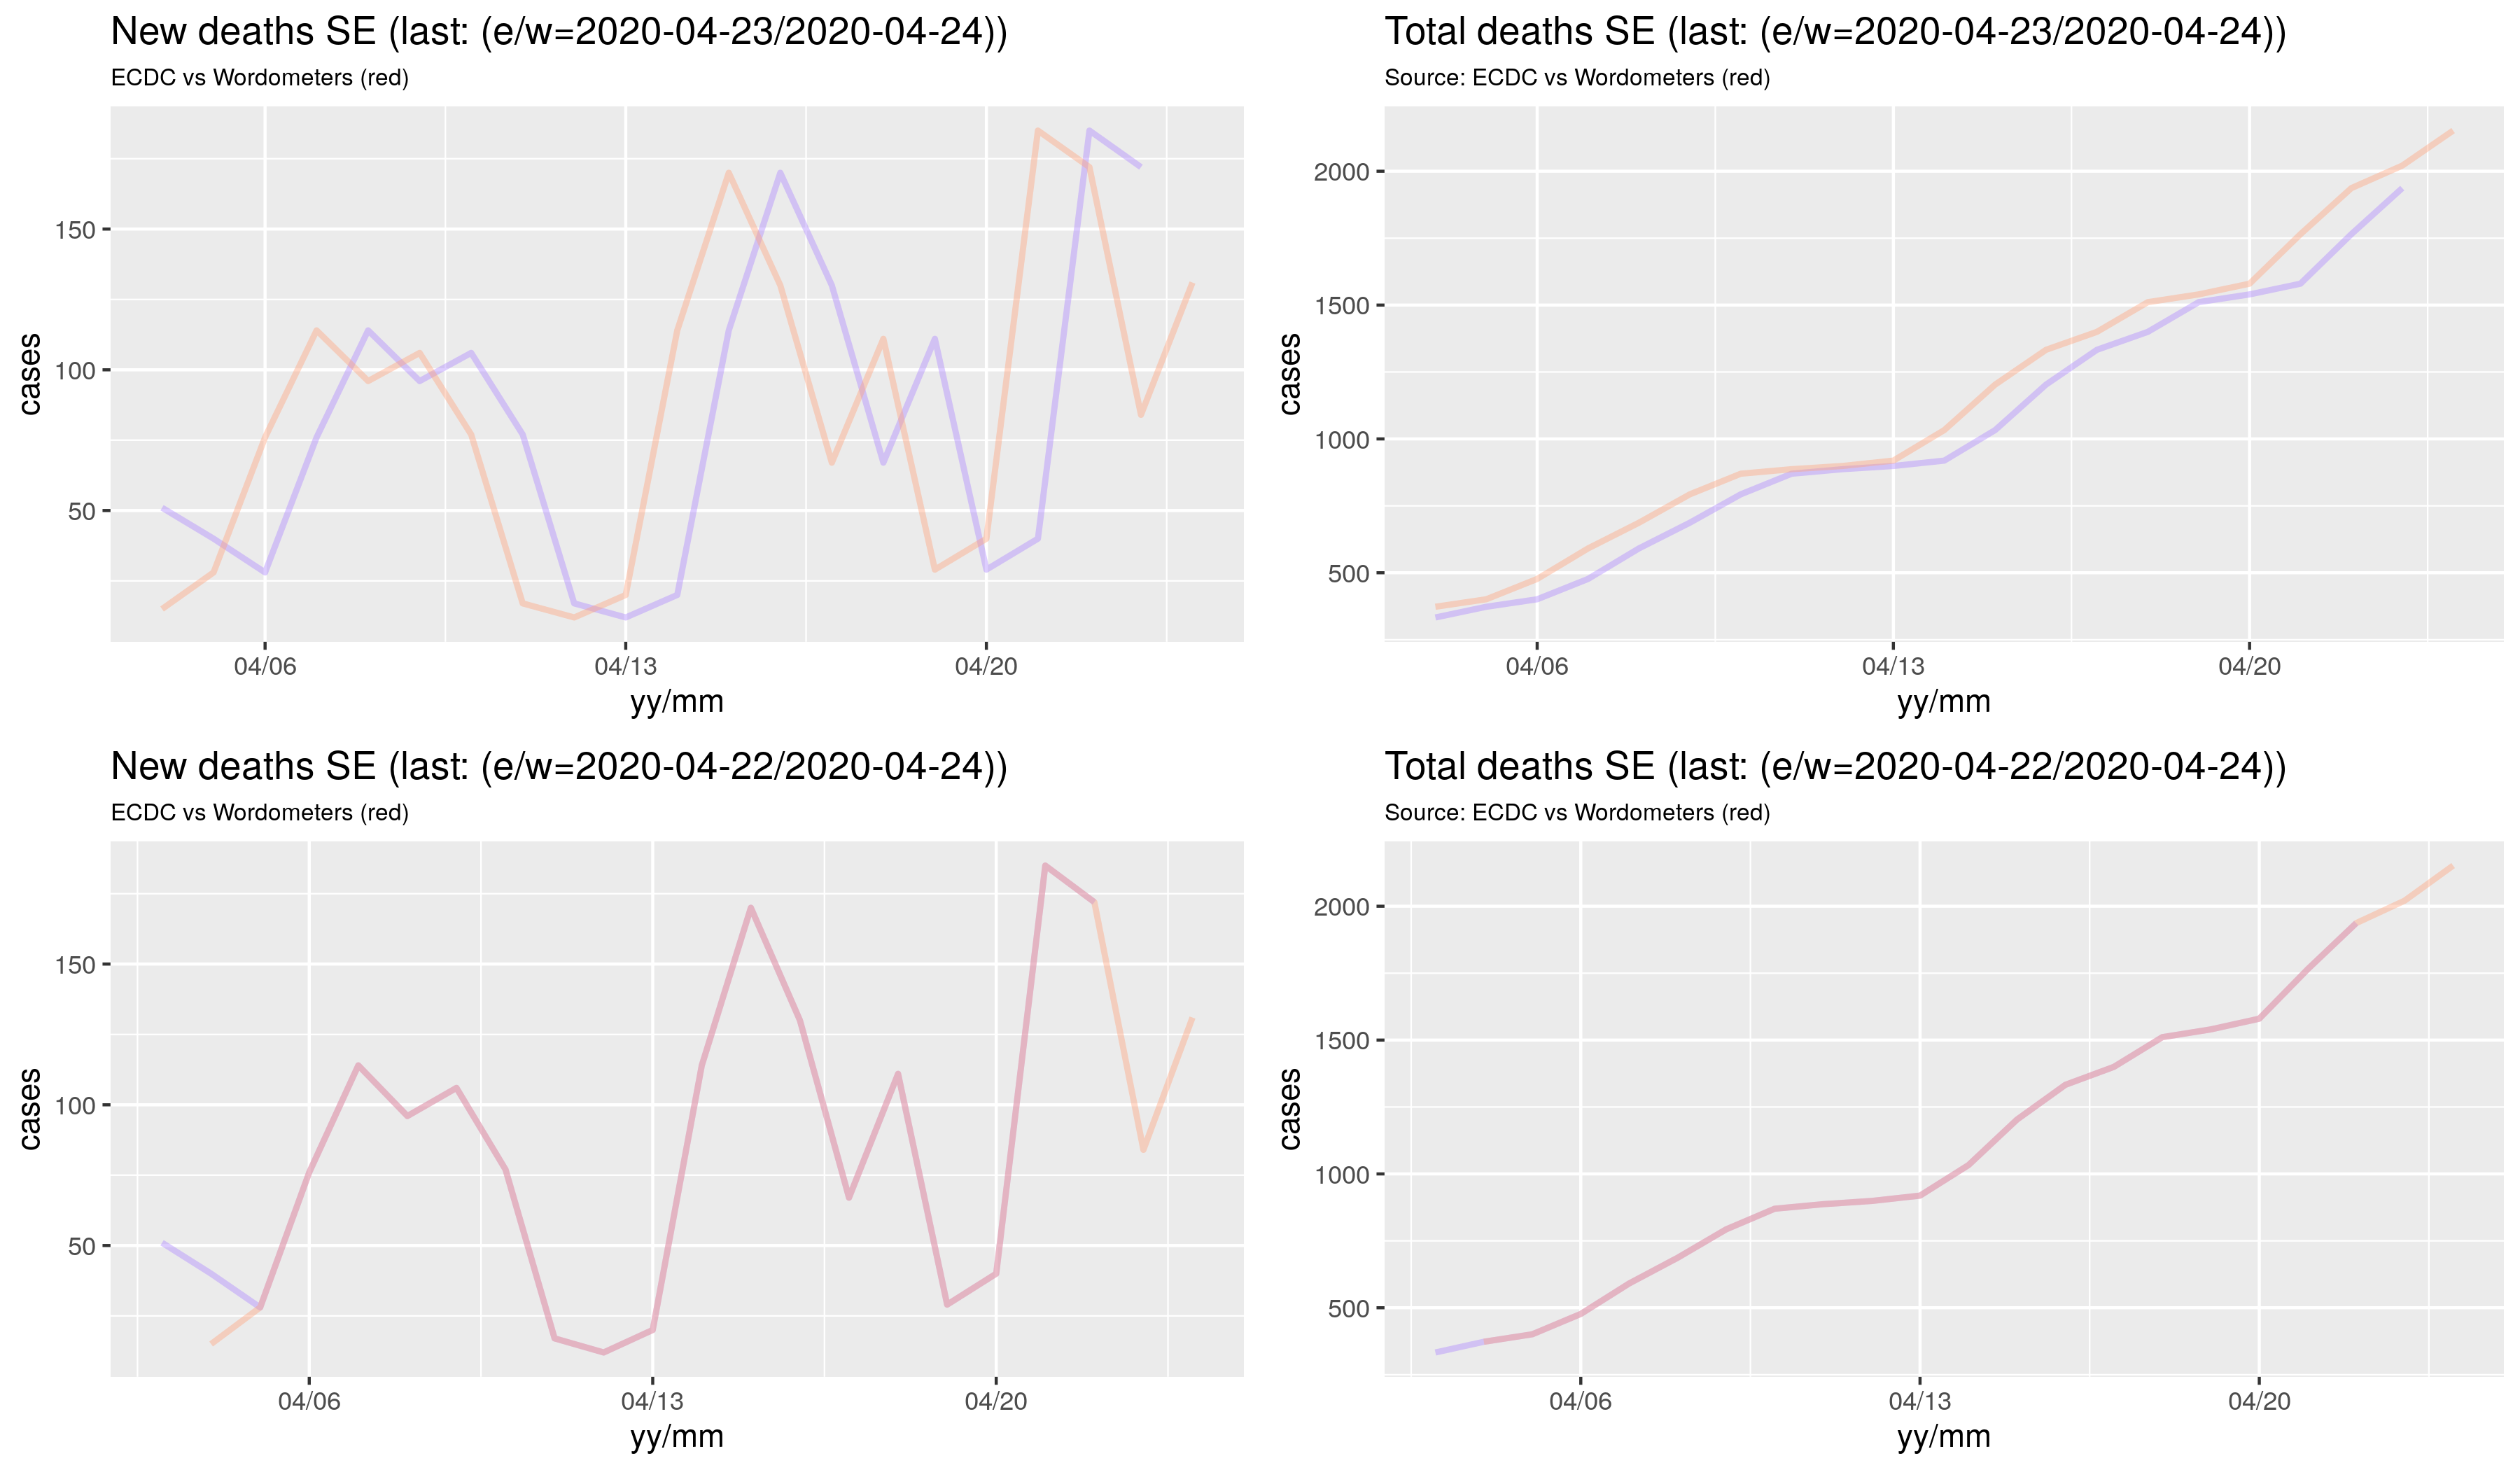 New deaths SE (last: (e/w=2020-04-23/2020-04-24))
ECDC vs Wordometers (red)
cases
150
100
50
04/06 04/13 04/20
yy/mm
Total deaths SE (last: (e/w=2020-04-23/2020-04-24))
Source: ECDC vs Wordometers (red)
cases
2000
1500
1000
500
04/06 04/13 04/20
yy/mm
New deaths SE (last: (e/w=2020-04-22/2020-04-24))
ECDC vs Wordometers (red)
cases
150
100
50
04/06 04/13 04/20
yy/mm
Total deaths SE (last: (e/w=2020-04-22/2020-04-24))
Source: ECDC vs Wordometers (red)
cases
2000
1500
1000
500
04/06 04/13 04/20
yy/mm